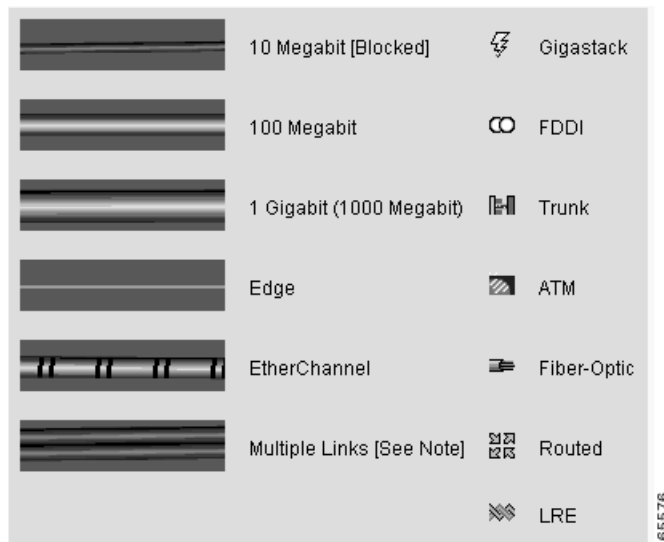 10 Megabit [Blocked]
Gigastack
100 Megabit
FDDI
1 Gigabit (1000 Megabit)
Trunk
Edge
ATM
EtherChannel
Fiber-Optic
Multiple Links [See Note]
Routed
LRE
65576